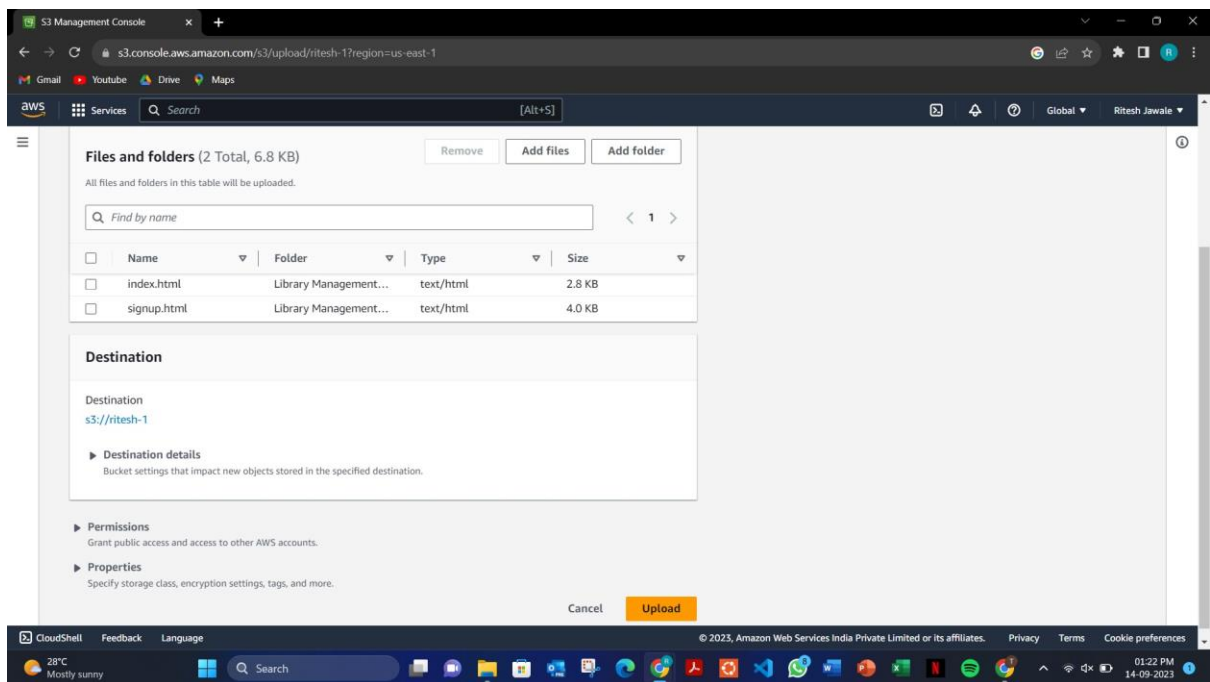 S3 Management Console
s3.console.aws.amazon.com/s3/upload/ritesh-1?region=us-east-1
R
Gmail Youtube Drive Maps
aws Services Search [Alt+S] Global Ritesh Jawale
Files and folders (2 Total, 6.8 KB) Remove Add files Add folder
All files and folders in this table will be uploaded.
Find by name 1
Name Folder Type Size
index.html Library Management... text/html 2.8 KB
signup.html Library Management... text/html 4.0 KB
Destination
Destination
s3://ritesh-1
Destination details
Bucket settings that impact new objects stored in the specified destination.
Permissions
Grant public access and access to other AWS accounts.
Properties
Specify storage class, encryption settings, tags, and more.
Cancel Upload
CloudShell Feedback Language © 2023, Amazon Web Services India Private Limited or its affiliates. Privacy Terms Cookie preferences
28°C
Mostly sunny
Search
01:22 PM
14-09-2023